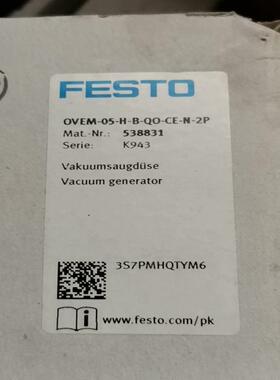 FESTO
OVEM-05-H-B-QO-CE-N-2P
Mat.-Nr.: 538831
Serie: K943
Vakuumsaugdüse
Vacuum generator
3S7PMHQTYM6
www.festo.com/pk